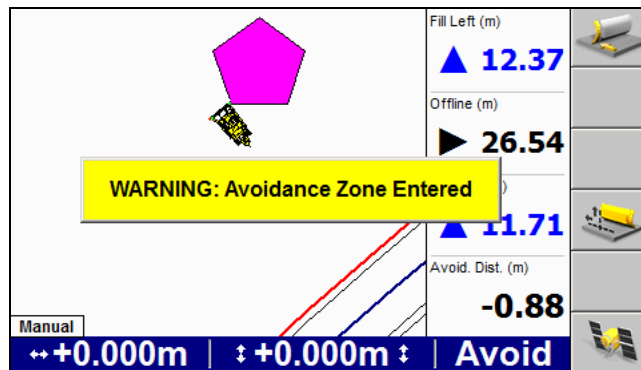 Fill Left (m)
12.37
Offline (m)
26.54
WARNING: Avoidance Zone Entered
)
11.71
Avoid. Dist. (m)
-0.88
Manual
+0.000m
+0.000m
Avoid